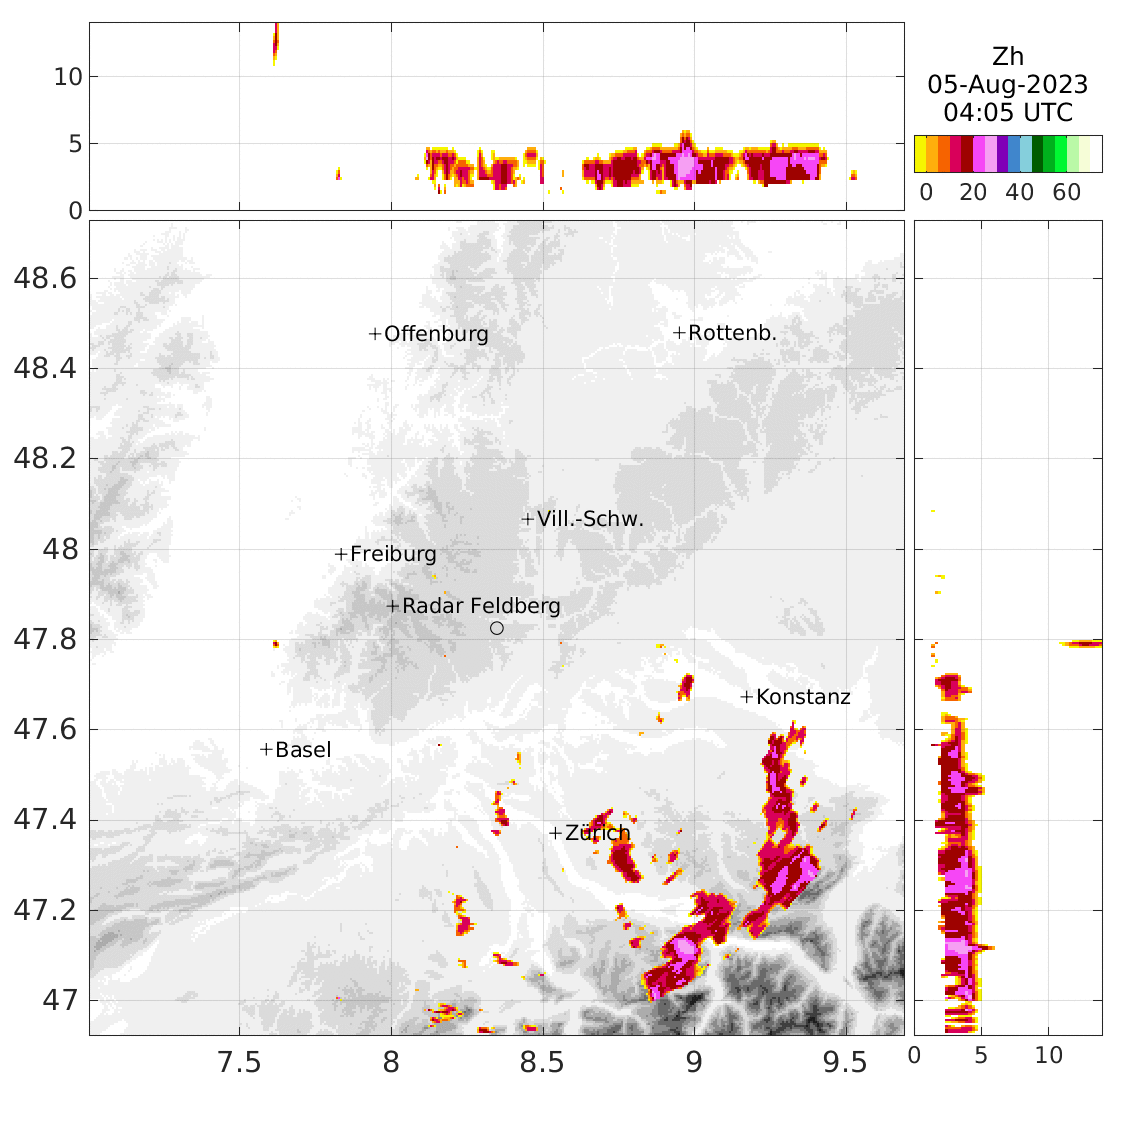 Zh
05-Aug-2023
04:05 UTC
0 20 40 60
10
5
0
48.6
48.4
48.2
48
47.8
47.6
47.4
47.2
47
Offenburg
Rottenb.
Vill.-Schw.
Freiburg
Radar Feldberg
Konstanz
Basel
Zürich
7.5 8 8.5 9 9.5
0 5 10